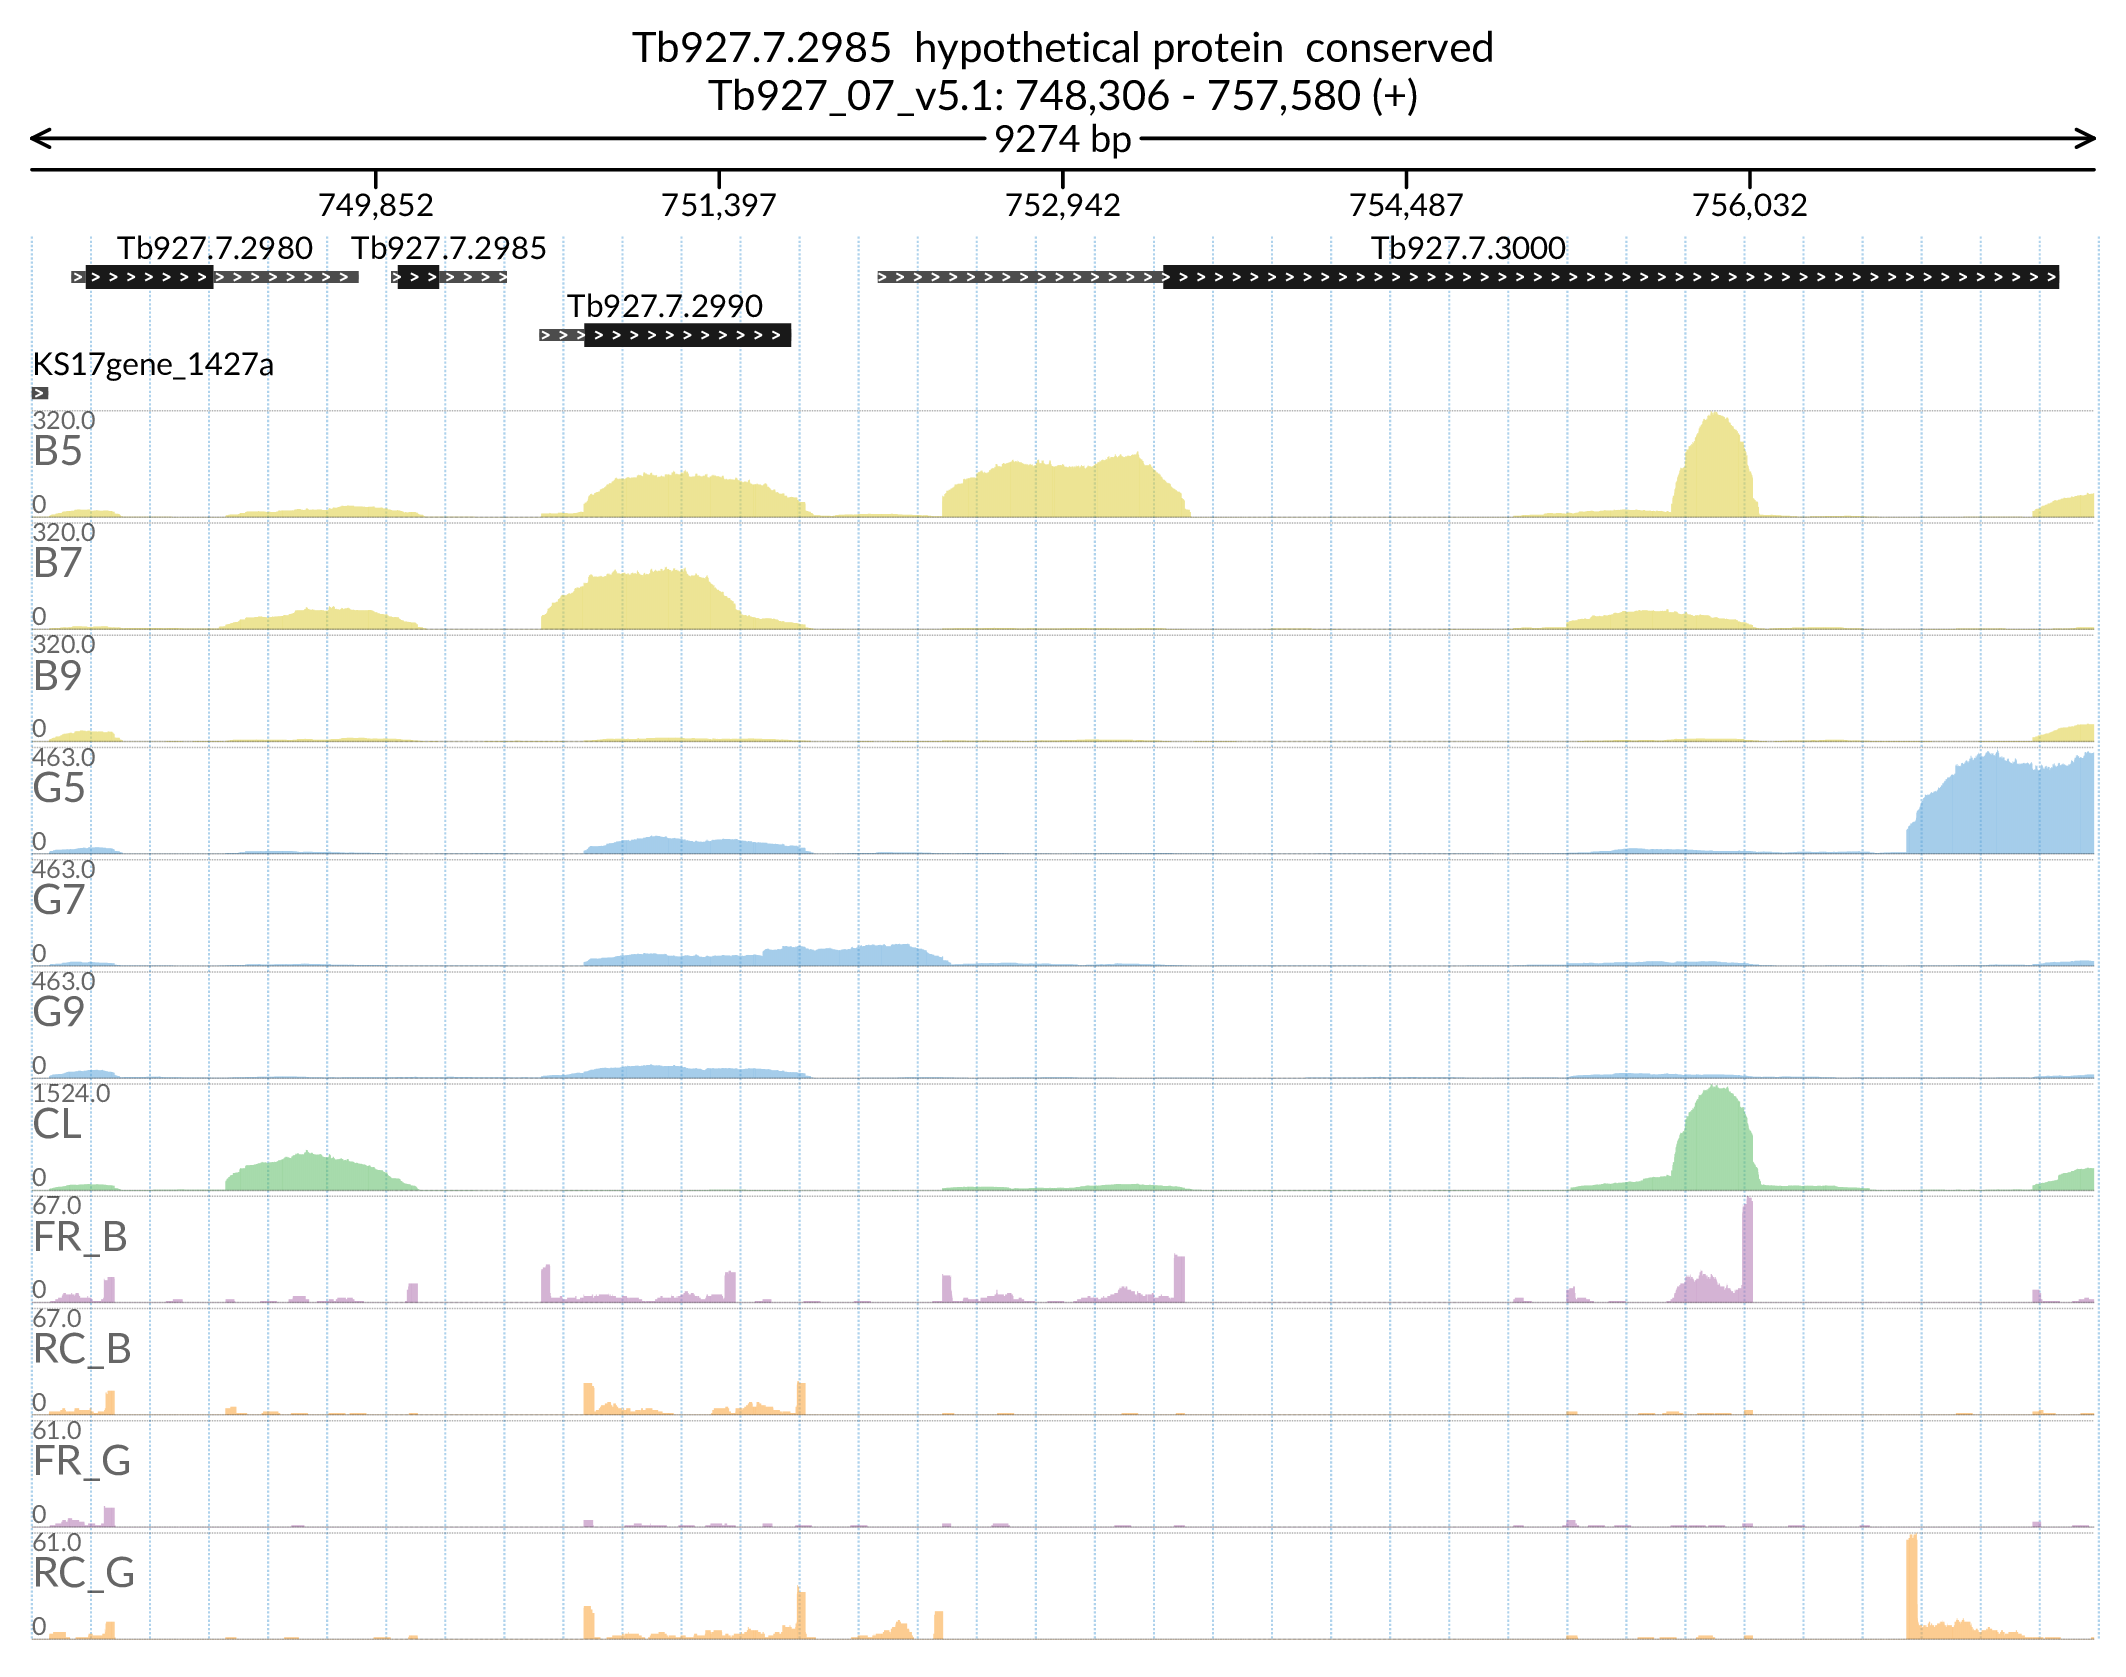 Tb927.7.2985  hypothetical protein  conserved
Tb927_07_v5.1: 748,306 - 757,580 (+)
9274 bp
749,852 751,397 752,942 754,487 756,032
Tb927.7.2980 Tb927.7.2985 Tb927.7.3000
Tb927.7.2990
KS17gene_1427a
320.0
B5
0
320.0
B7
0
320.0
B9
0
463.0
G5
0
463.0
G7
0
463.0
G9
0
1524.0
CL
0
67.0
FR_B
0
67.0
RC_B
0
61.0
FR_G
0
61.0
RC_G
0